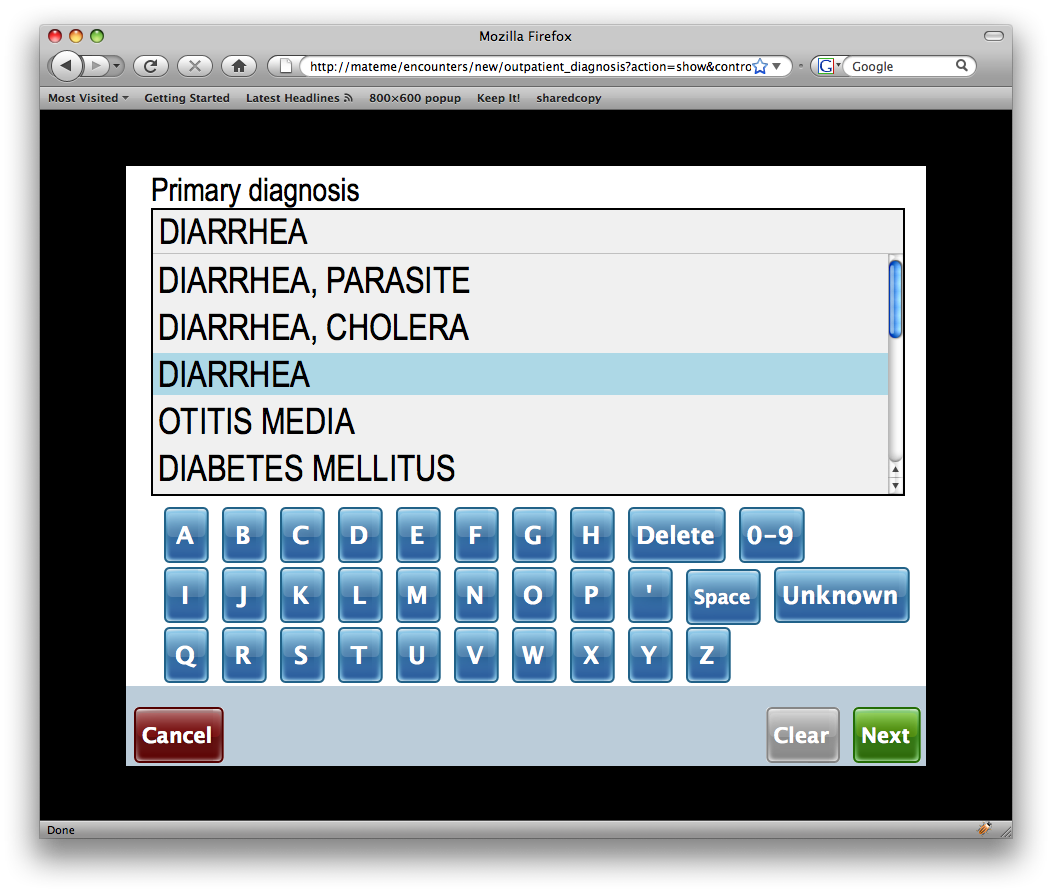 Mozilla Firefox
http://mateme/encounters/new/outpatient_diagnosis?action=show&contro Google
Most Visited Getting Started Latest Headlines 800×600 popup Keep It! sharedcopy
Primary diagnosis
DIARRHEA
DIARRHEA, PARASITE
DIARRHEA, CHOLERA
DIARRHEA
OTITIS MEDIA
DIABETES MELLITUS
A B C D E F G H Delete 0-9
I J K L M N O P ' Space Unknown
Q R S T U V W X Y Z
Cancel Clear Next
Done